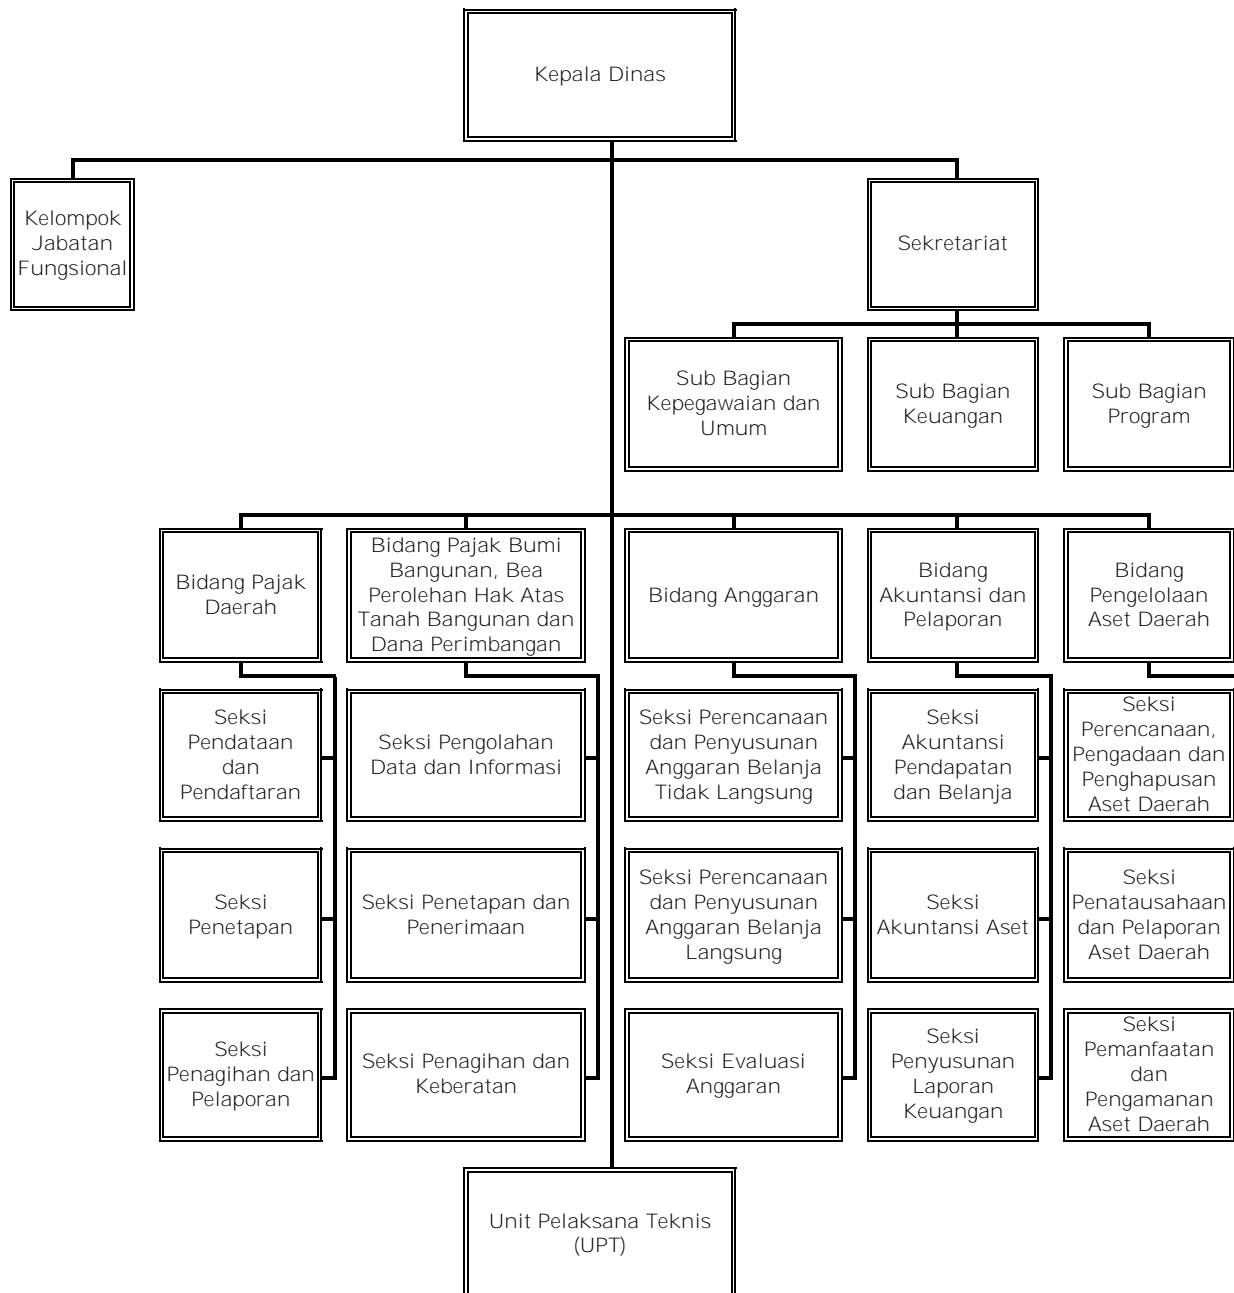 Kepala Dinas
Kelompok
Jabatan
Fungsional
Sekretariat
Sub Bagian
Kepegawaian dan
Umum
Sub Bagian
Keuangan
Sub Bagian
Program
Bidang Pajak
Daerah
Bidang Pajak Bumi
Bangunan, Bea
Perolehan Hak Atas
Tanah Bangunan dan
Dana Perimbangan
Bidang Anggaran
Bidang
Akuntansi dan
Pelaporan
Bidang
Pengelolaan
Aset Daerah
Seksi
Pendataan
dan
Pendaftaran
Seksi Pengolahan
Data dan Informasi
Seksi Perencanaan
dan Penyusunan
Anggaran Belanja
Tidak Langsung
Seksi
Akuntansi
Pendapatan
dan Belanja
Seksi
Perencanaan,
Pengadaan dan
Penghapusan
Aset Daerah
Seksi
Penetapan
Seksi Penetapan dan
Penerimaan
Seksi Perencanaan
dan Penyusunan
Anggaran Belanja
Langsung
Seksi
Akuntansi Aset
Seksi
Penatausahaan
dan Pelaporan
Aset Daerah
Seksi
Penagihan dan
Pelaporan
Seksi Penagihan dan
Keberatan
Seksi Evaluasi
Anggaran
Seksi
Penyusunan
Laporan
Keuangan
Seksi
Pemanfaatan
dan
Pengamanan
Aset Daerah
Unit Pelaksana Teknis
(UPT)